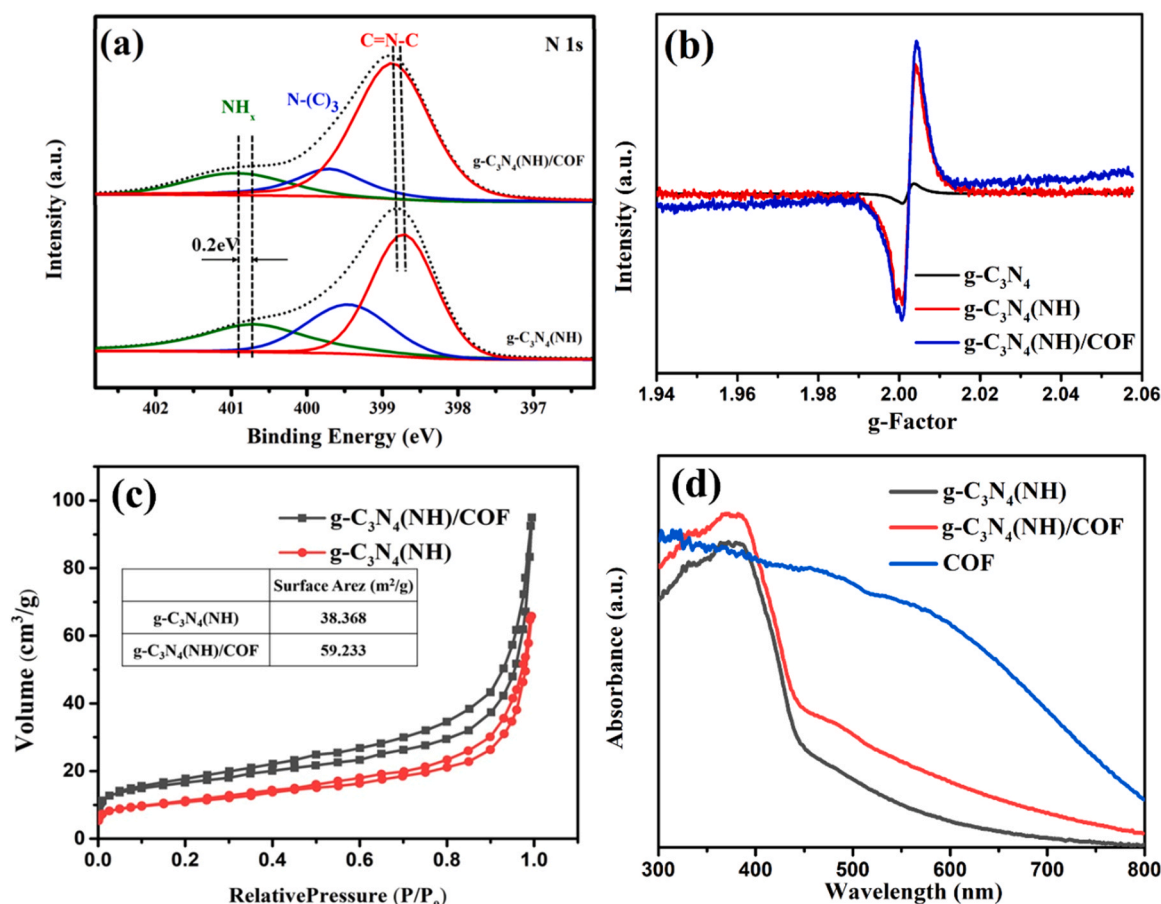 (a)
C=N-C
N 1s
N-(C)₃
NHₓ
g-C₃N₄(NH)/COF
0.2eV
g-C₃N₄(NH)
402 401 400 399 398 397
Binding Energy (eV)
Intensity (a.u.)
(b)
g-C₃N₄
g-C₃N₄(NH)
g-C₃N₄(NH)/COF
1.94 1.96 1.98 2.00 2.02 2.04 2.06
g-Factor
Intensity (a.u.)
(c)
g-C₃N₄(NH)/COF
g-C₃N₄(NH)
Surface Arez (m²/g)
g-C₃N₄(NH) 38.368
g-C₃N₄(NH)/COF 59.233
100
80
60
40
20
0
0.0 0.2 0.4 0.6 0.8 1.0
RelativePressure (P/P₀)
Volume (cm³/g)
(d)
g-C₃N₄(NH)
g-C₃N₄(NH)/COF
COF
300 400 500 600 700 800
Wavelength (nm)
Absorbance (a.u.)